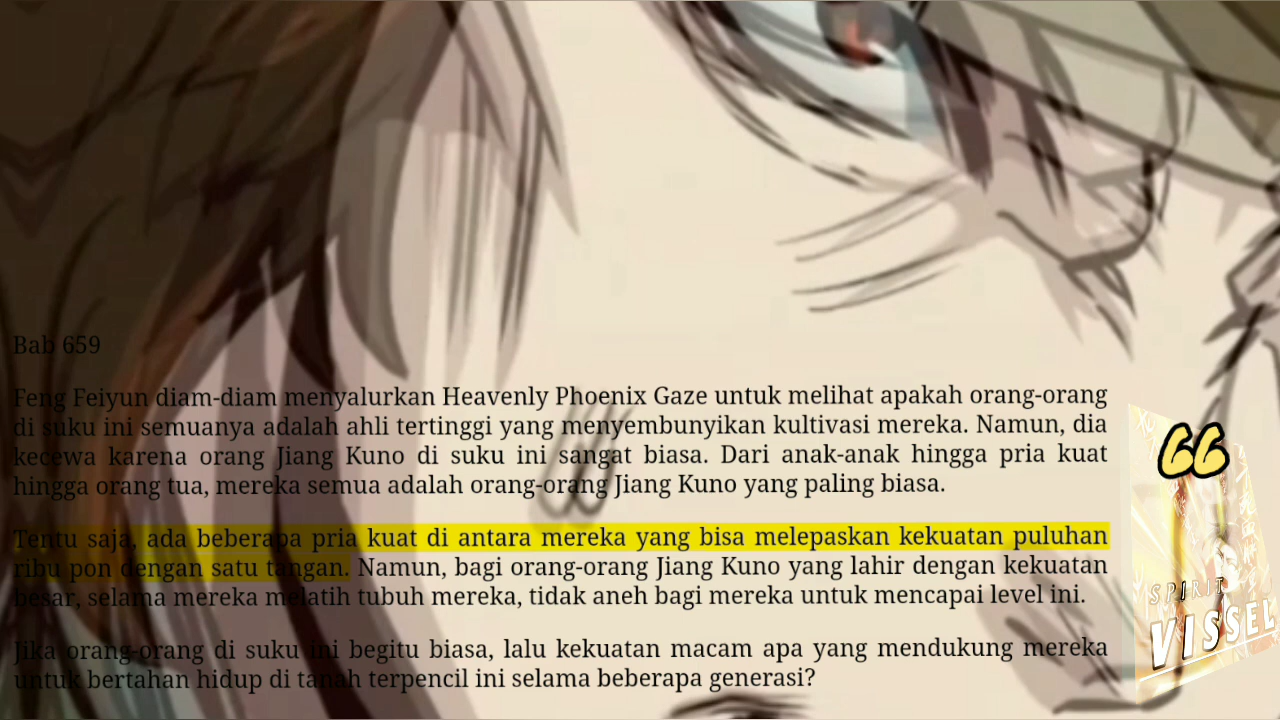 Bab 659
Feng Feiyun diam-diam menyalurkan Heavenly Phoenix Gaze untuk melihat apakah orang-orang
di suku ini semuanya adalah ahli tertinggi yang menyembunyikan kultivasi mereka. Namun, dia
kecewa karena orang Jiang Kuno di suku ini sangat biasa. Dari anak-anak hingga pria kuat
hingga orang tua, mereka semua adalah orang-orang Jiang Kuno yang paling biasa.
Tentu saja, ada beberapa pria kuat di antara mereka yang bisa melepaskan kekuatan puluhan
ribu pon dengan satu tangan. Namun, bagi orang-orang Jiang Kuno yang lahir dengan kekuatan
besar, selama mereka melatih tubuh mereka, tidak aneh bagi mereka untuk mencapai level ini.
Jika orang-orang di suku ini begitu biasa, lalu kekuatan macam apa yang mendukung mereka
untuk bertahan hidup di tanah terpencil ini selama beberapa generasi?
66
SPIRIT
VISSEL